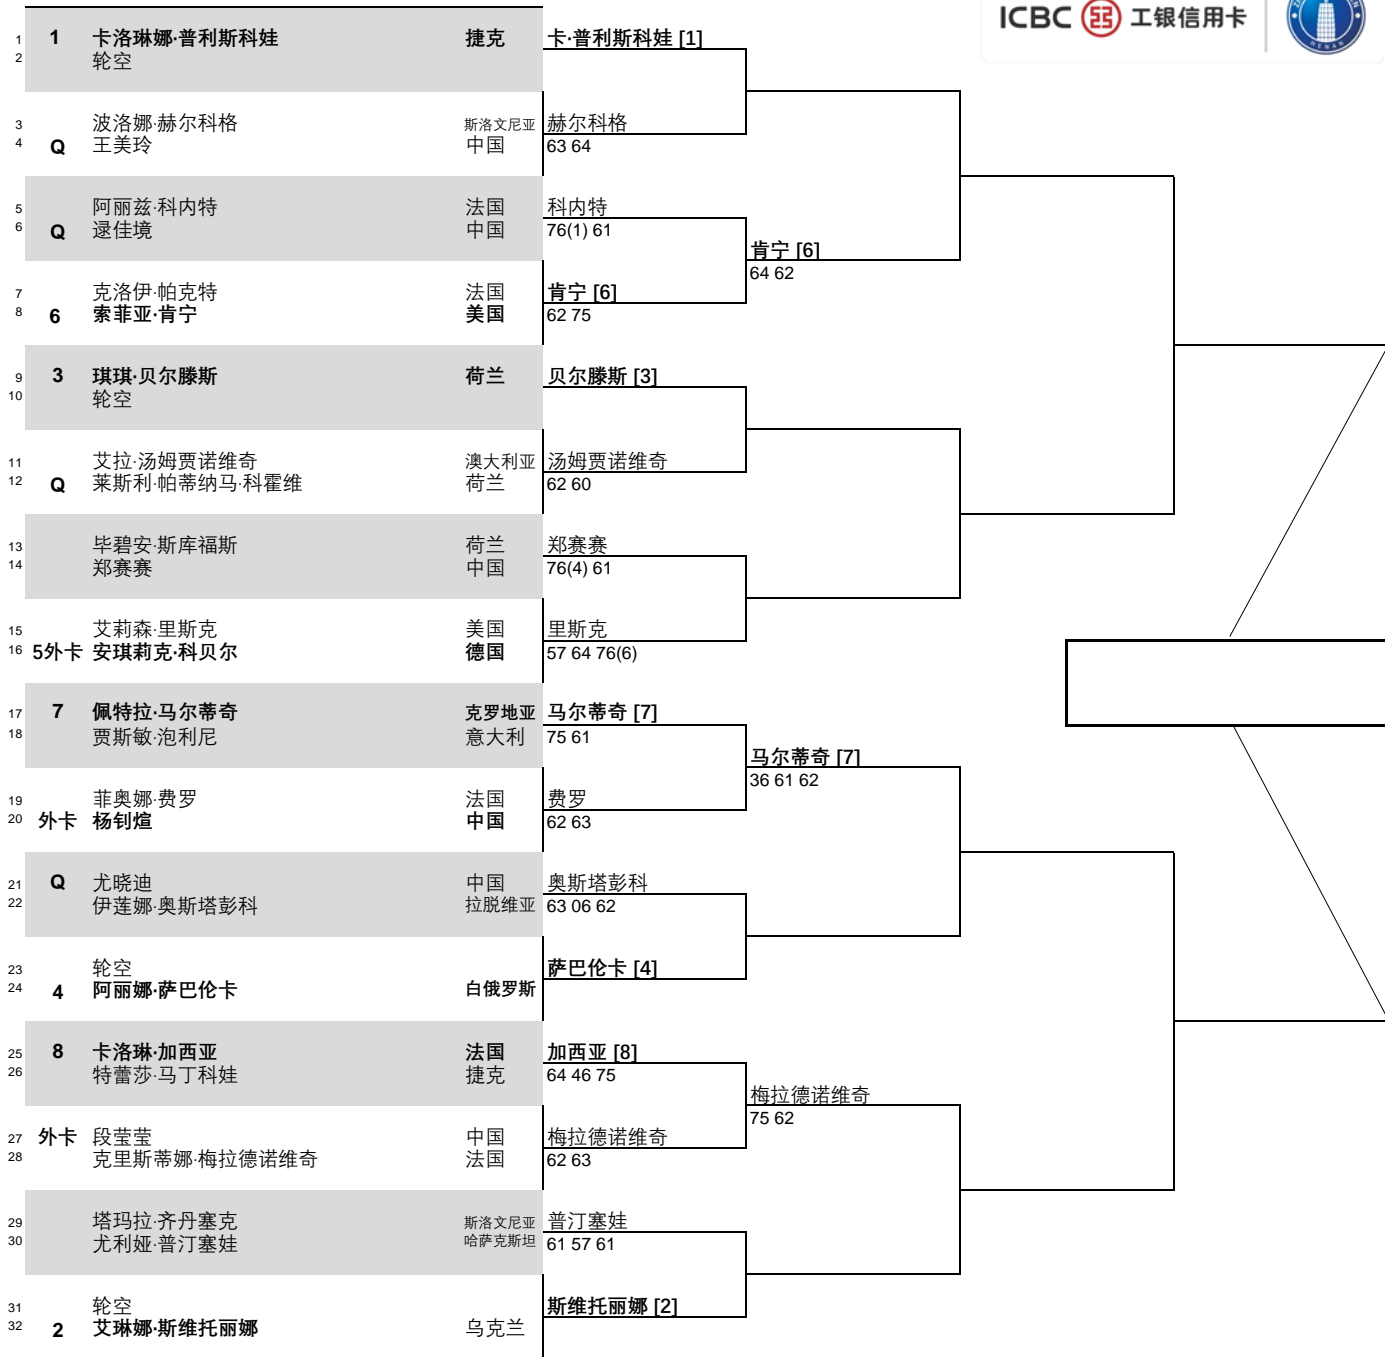 ICBC 工银信用卡
HENAN
1 1 卡洛琳娜·普利斯科娃 捷克 卡·普利斯科娃 [1]
2 轮空
3 波洛娜·赫尔科格 斯洛文尼亚 赫尔科格
4 Q 王美玲 中国 63 64
5 阿丽兹·科内特 法国 科内特
6 Q 逯佳境 中国 76(1) 61
肯宁 [6]
64 62
7 克洛伊·帕克特 法国 肯宁 [6]
8 6 索菲亚·肯宁 美国 62 75
9 3 琪琪·贝尔滕斯 荷兰 贝尔滕斯 [3]
10 轮空
11 艾拉·汤姆贾诺维奇 澳大利亚 汤姆贾诺维奇
12 Q 莱斯利·帕蒂纳马·科霍维 荷兰 62 60
13 毕碧安·斯库福斯 荷兰 郑赛赛
14 郑赛赛 中国 76(4) 61
15 艾莉森·里斯克 美国 里斯克
16 5外卡 安琪莉克·科贝尔 德国 57 64 76(6)
17 7 佩特拉·马尔蒂奇 克罗地亚 马尔蒂奇 [7]
18 贾斯敏·泡利尼 意大利 75 61
马尔蒂奇 [7]
36 61 62
19 菲奥娜·费罗 法国 费罗
20 外卡 杨钊煊 中国 62 63
21 Q 尤晓迪 中国 奥斯塔彭科
22 伊莲娜·奥斯塔彭科 拉脱维亚 63 06 62
23 轮空 萨巴伦卡 [4]
24 4 阿丽娜·萨巴伦卡 白俄罗斯
25 8 卡洛琳·加西亚 法国 加西亚 [8]
26 特蕾莎·马丁科娃 捷克 64 46 75
梅拉德诺维奇
75 62
27 外卡 段莹莹 中国 梅拉德诺维奇
28 克里斯蒂娜·梅拉德诺维奇 法国 62 63
29 塔玛拉·齐丹塞克 斯洛文尼亚 普汀塞娃
30 尤利娅·普汀塞娃 哈萨克斯坦 61 57 61
31 轮空 斯维托丽娜 [2]
32 2 艾琳娜·斯维托丽娜 乌克兰